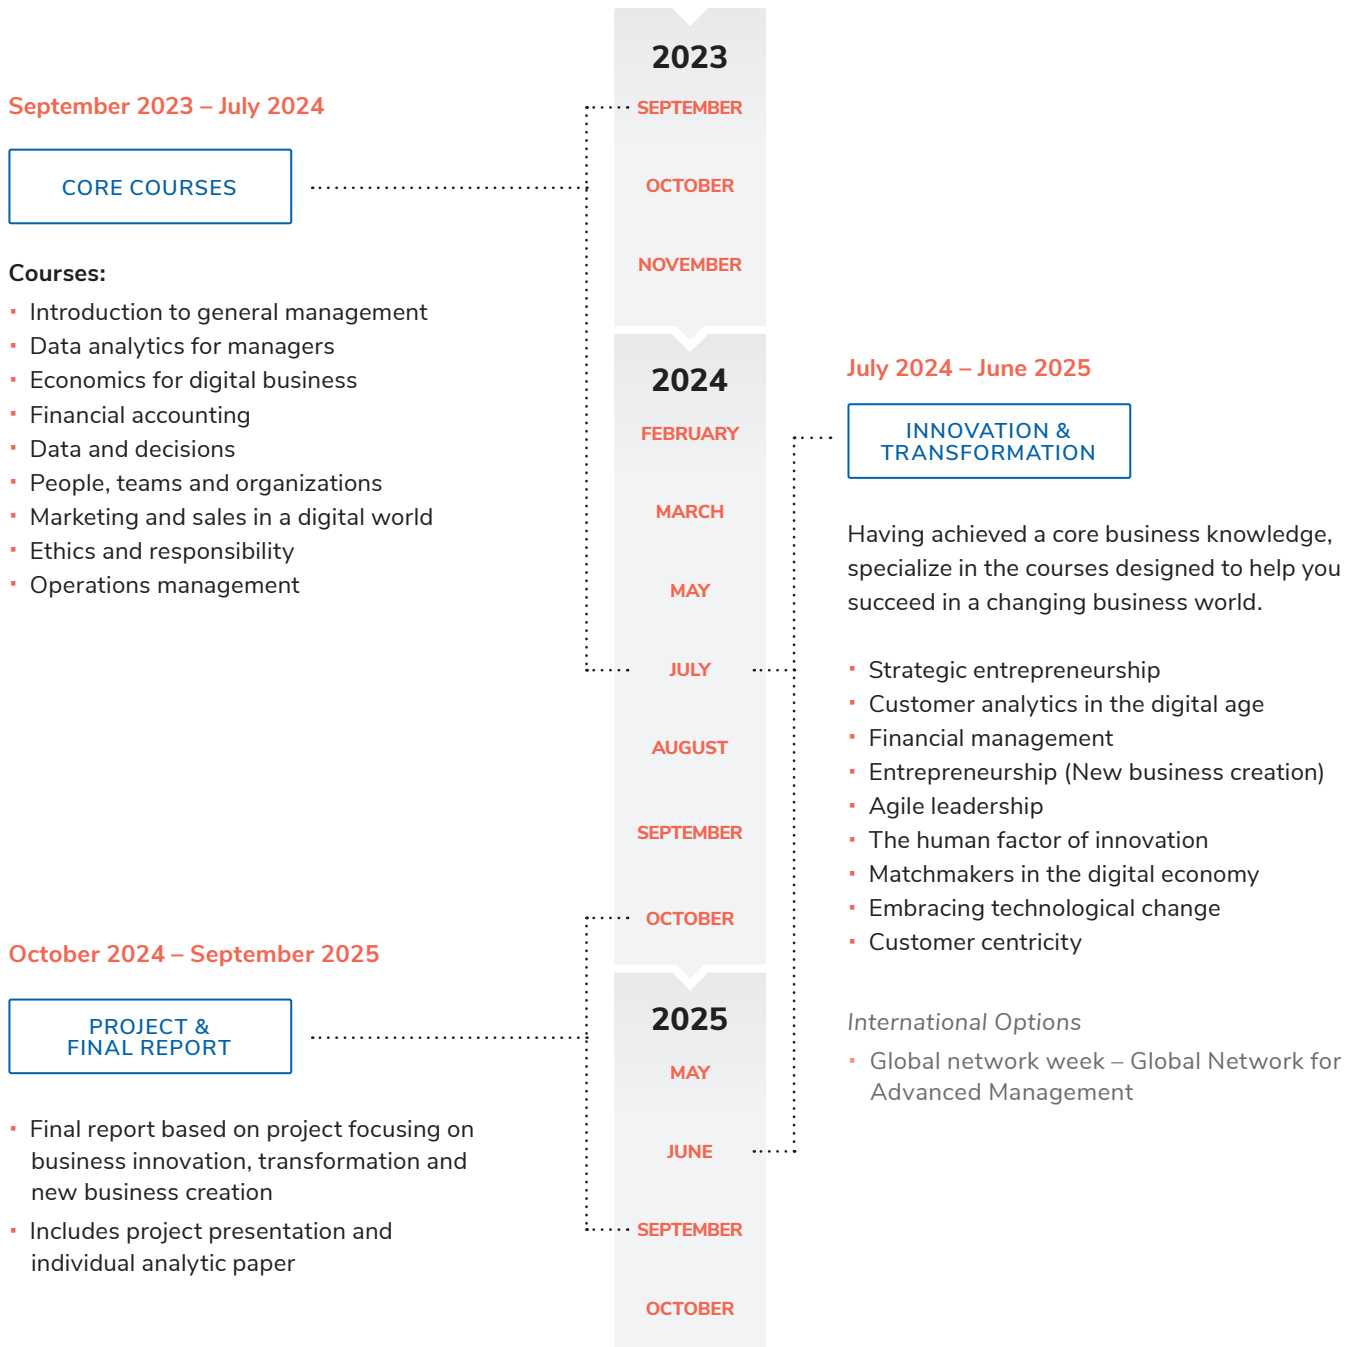 2023
SEPTEMBER
OCTOBER
NOVEMBER
2024
FEBRUARY
MARCH
MAY
JULY
AUGUST
SEPTEMBER
OCTOBER
2025
MAY
JUNE
SEPTEMBER
OCTOBER
September 2023 – July 2024
CORE COURSES
Courses:
· Introduction to general management
· Data analytics for managers
· Economics for digital business
· Financial accounting
· Data and decisions
· People, teams and organizations
· Marketing and sales in a digital world
· Ethics and responsibility
· Operations management
July 2024 – June 2025
INNOVATION &
TRANSFORMATION
Having achieved a core business knowledge,
specialize in the courses designed to help you
succeed in a changing business world.
· Strategic entrepreneurship
· Customer analytics in the digital age
· Financial management
· Entrepreneurship (New business creation)
· Agile leadership
· The human factor of innovation
· Matchmakers in the digital economy
· Embracing technological change
· Customer centricity
International Options
· Global network week – Global Network for
Advanced Management
October 2024 – September 2025
PROJECT &
FINAL REPORT
· Final report based on project focusing on
business innovation, transformation and
new business creation
· Includes project presentation and
individual analytic paper